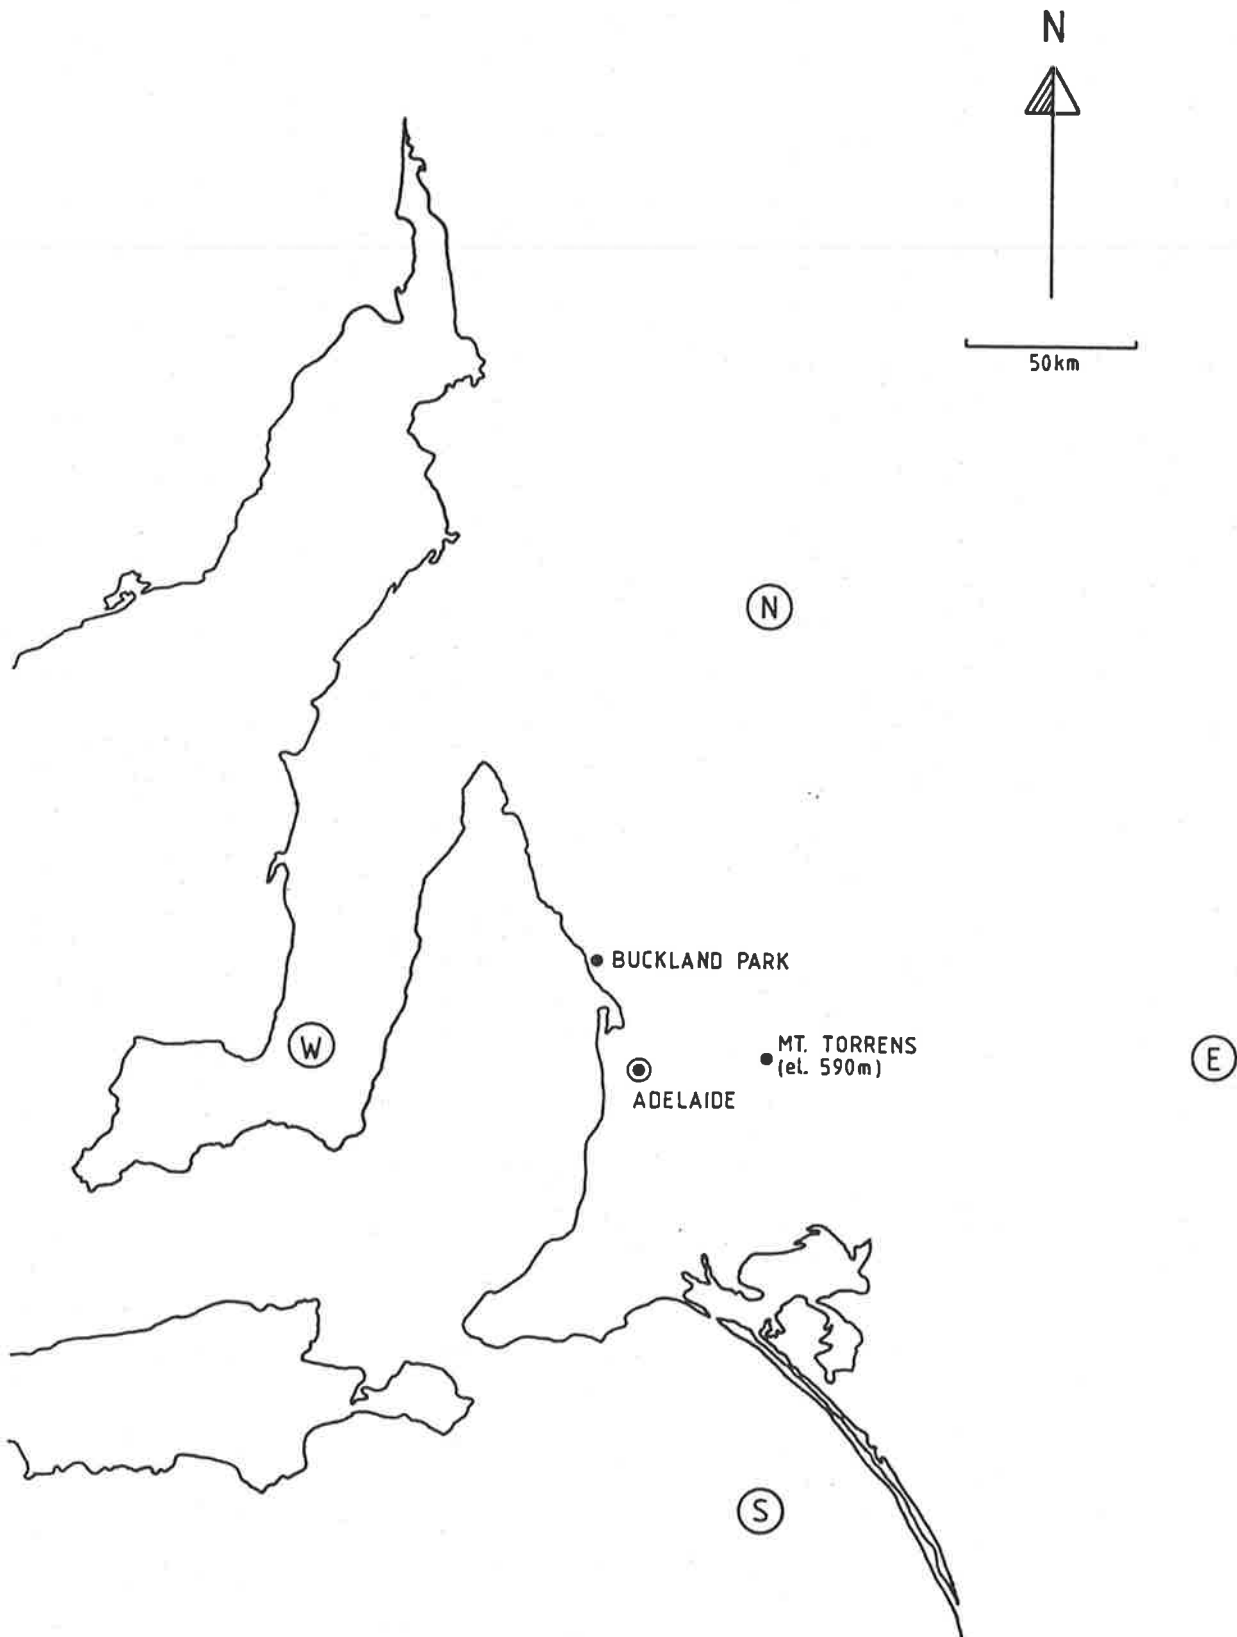 N
50km
N
BUCKLAND PARK
W
MT. TORRENS
(el. 590m)
E
ADELAIDE
S